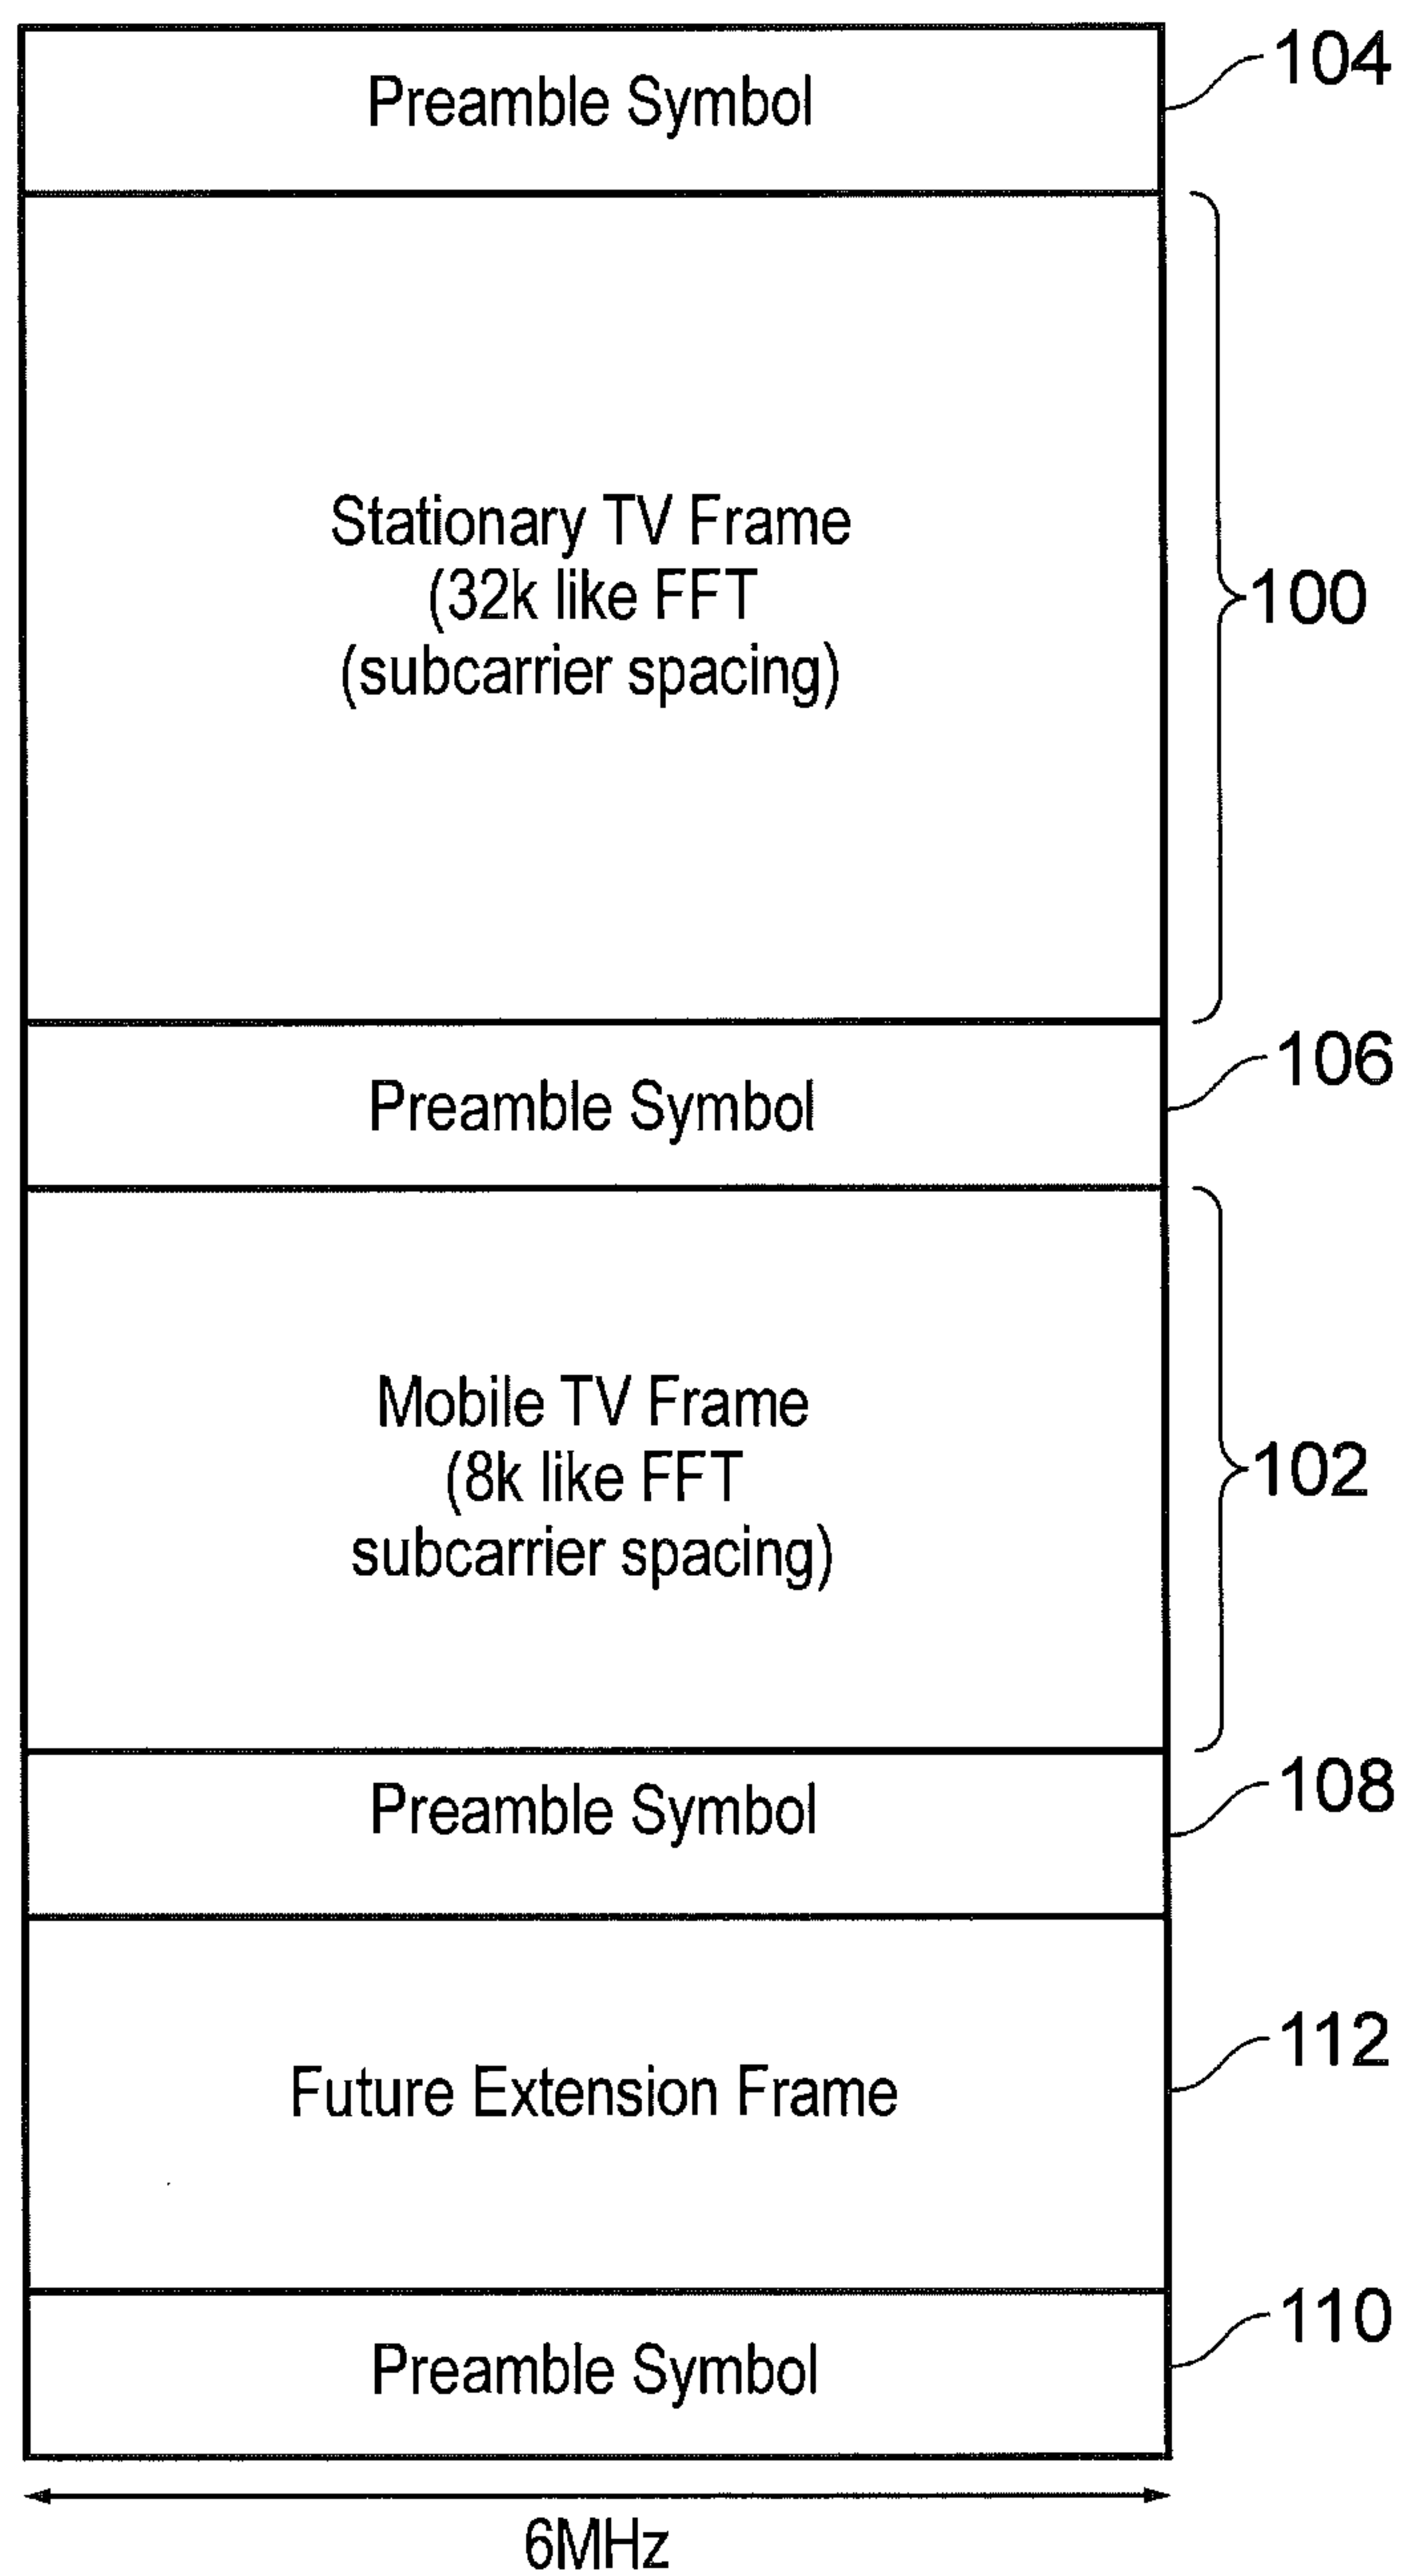 Preamble Symbol
104
Stationary TV Frame
(32k like FFT
(subcarrier spacing)
100
Preamble Symbol
106
Mobile TV Frame
(8k like FFT
subcarrier spacing)
102
Preamble Symbol
108
Future Extension Frame
112
Preamble Symbol
110
6MHz